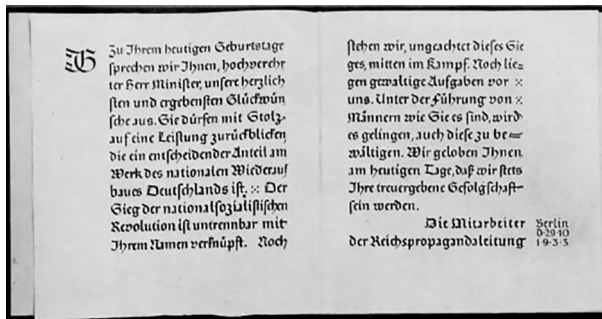 Zu Ihrem heutigen Geburtstage
sprechen wir Ihnen, hochverehr
ter Herr Minister, unsre herzlich
sten und ergebensten Glückwün
sche aus. Sie dürfen mit Stolz
auf eine Leistung zurückblicken,
die ein entscheidender Anteil am
Werk des nationalen Wiederauf
baues Deutschlands ist. Der
Sieg der nationalsozialistischen
Revolution ist untrennbar mit
Ihrem Namen verknüpft. Noch
stehen wir, ungeachtet dieses Sie
ges, mitten im Kampf. Noch lie=
gen gewaltige Aufgaben vor
uns. Unter der Führung von
Männern wie Sie es sind, wird
es gelingen, auch diese zu be=
wältigen. Wir geloben Ihnen
am heutigen Tage, daß wir stets
Ihre treuergebene Gefolgschaft
sein werden.
Die Mitarbeiter
der Reichspropagandaleitung
Berlin
d·29·10
1·9·3·3